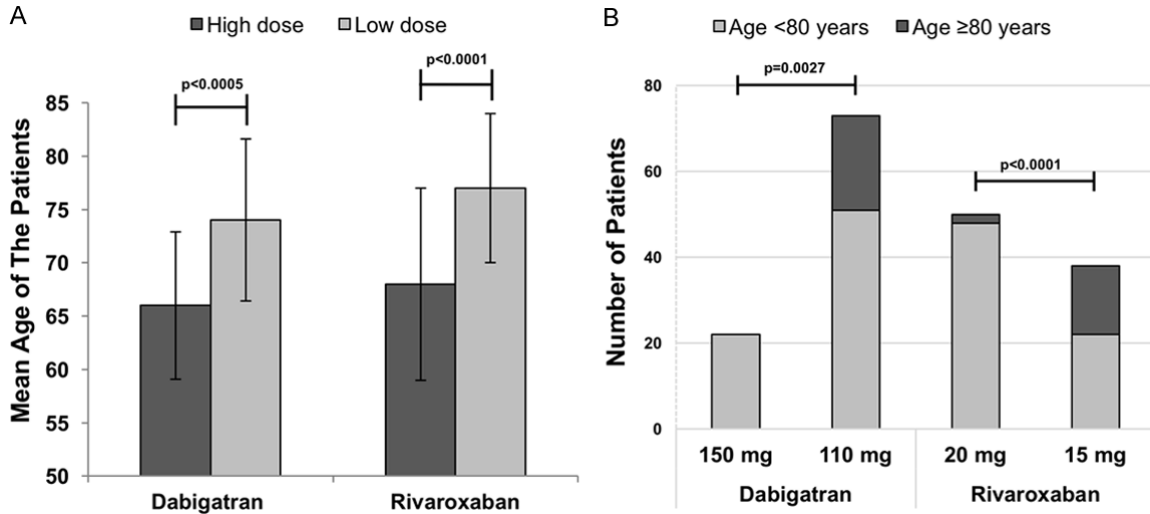 A
High dose Low dose
p<0.0005
p<0.0001
Mean Age of The Patients
85
80
75
70
65
60
55
50
Dabigatran Rivaroxaban
B
Age <80 years Age ≥80 years
p=0.0027
p<0.0001
Number of Patients
80
60
40
20
0
150 mg 110 mg 20 mg 15 mg
Dabigatran Rivaroxaban